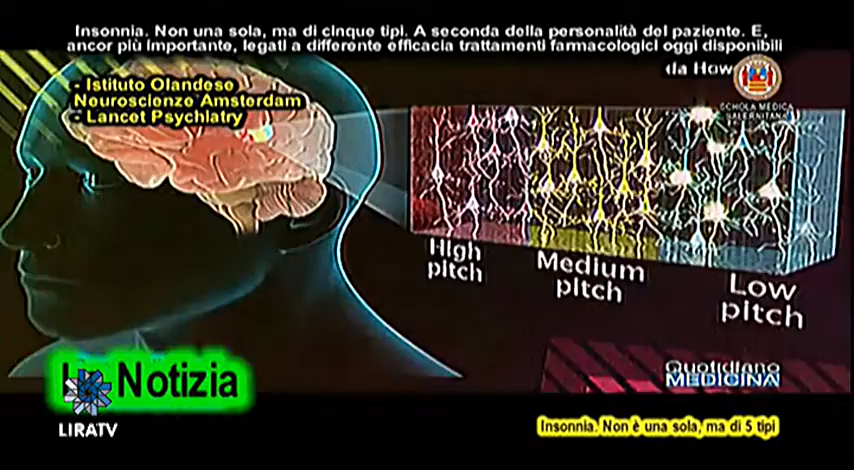 Insonnia. Non una sola, ma di cinque tipi. A seconda della personalità del paziente. E,
ancor più importante, legati a differente efficacia trattamenti farmacologici oggi disponibili
da How
- Istituto Olandese
Neuroscienze Amsterdam
- Lancet Psychiatry
SCHOLA MEDICA
SALERNITANA
High
pitch
Medium
pitch
Low
pitch
Notizia
LIRATV
Quotidiano
MEDICINA
Insonnia. Non è una sola, ma di 5 tipi